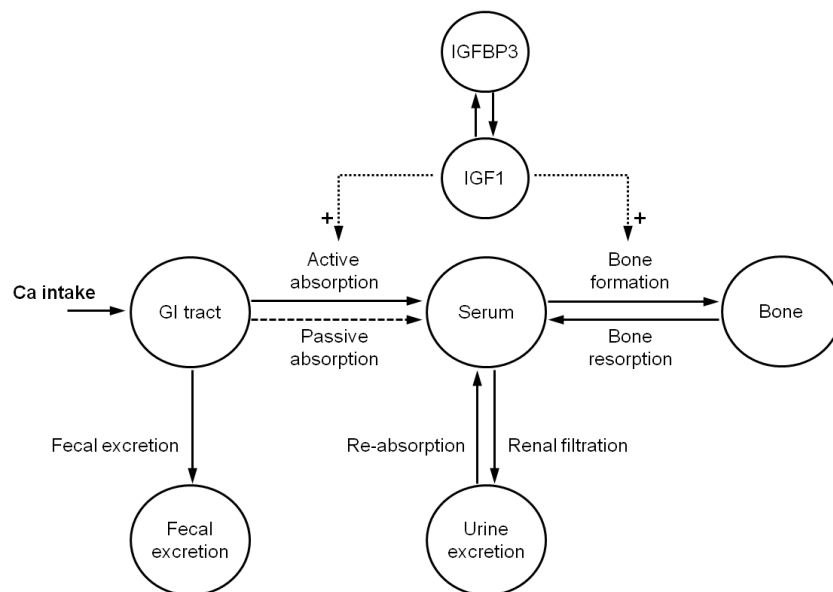 IGFBP3
IGF1
+
+
Active
absorption
Bone
formation
Ca intake
GI tract
Serum
Bone
Passive
absorption
Bone
resorption
Fecal excretion
Re-absorption
Renal filtration
Fecal
excretion
Urine
excretion